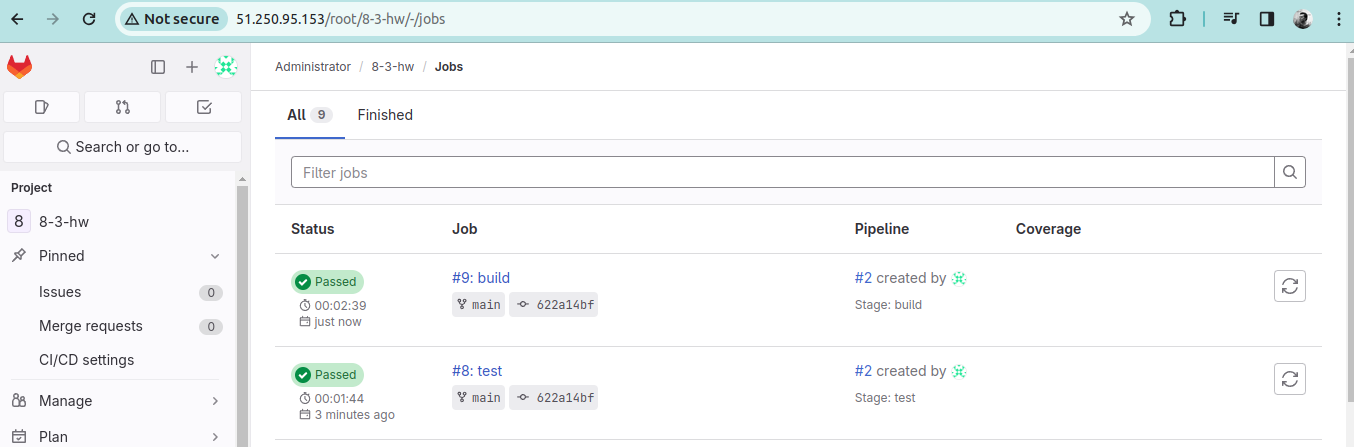 Not secure 51.250.95.153/root/8-3-hw/-/jobs
Administrator / 8-3-hw / Jobs
All 9 Finished
Search or go to...
Filter jobs
Project
8 8-3-hw
Pinned
Issues 0
Merge requests 0
CI/CD settings
Manage
Plan
Status Job Pipeline Coverage
Passed #9: build #2 created by
00:02:39 main 622a14bf Stage: build
just now
Passed #8: test #2 created by
00:01:44 main 622a14bf Stage: test
3 minutes ago